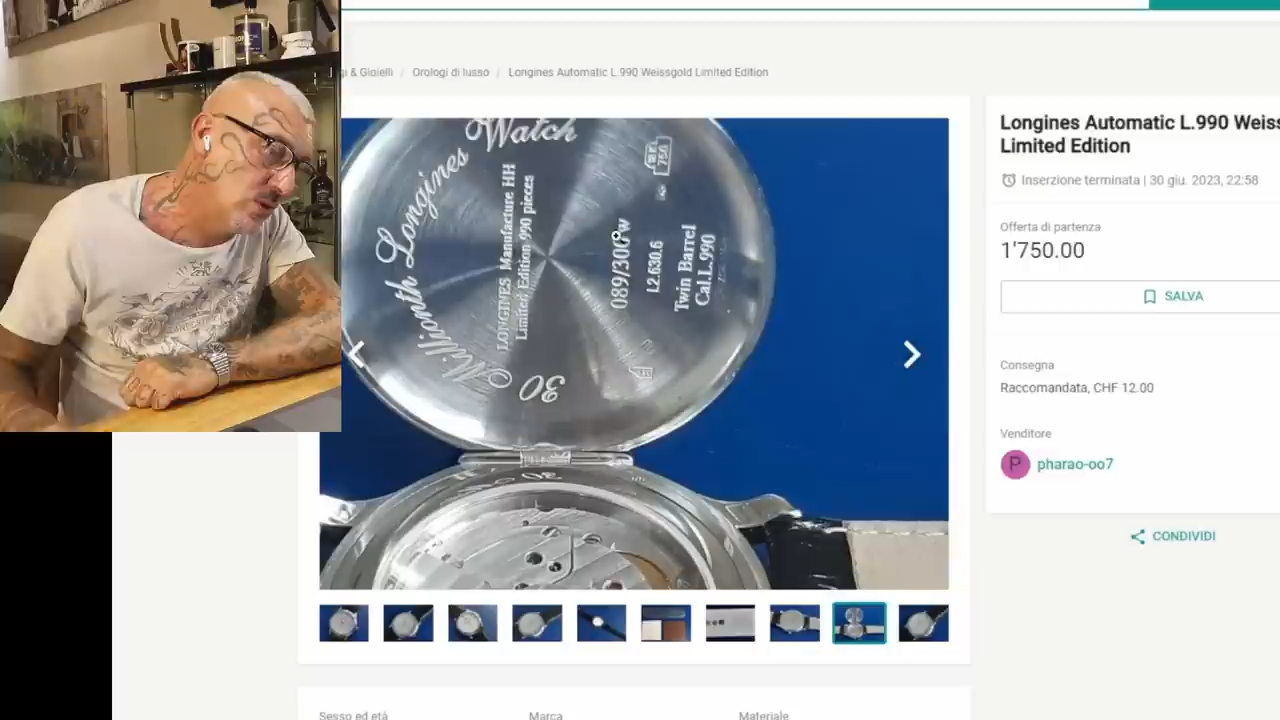 gi & Gioielli / Orologi di lusso / Longines Automatic L.990 Weissgold Limited Edition
30 Millionth Longines Watch
LONGINES Manufacture HH
Limited Edition 990 pieces
089/300 w
L2.630.6
Twin Barrel
Cal.L.990
750
Longines Automatic L.990 Weiss
Limited Edition
Inserzione terminata | 30 giu. 2023, 22:58
Offerta di partenza
1'750.00
SALVA
Consegna
Raccomandata, CHF 12.00
Venditore
P pharao-oo7
CONDIVIDI
Sesso ed età
Marca
Materiale